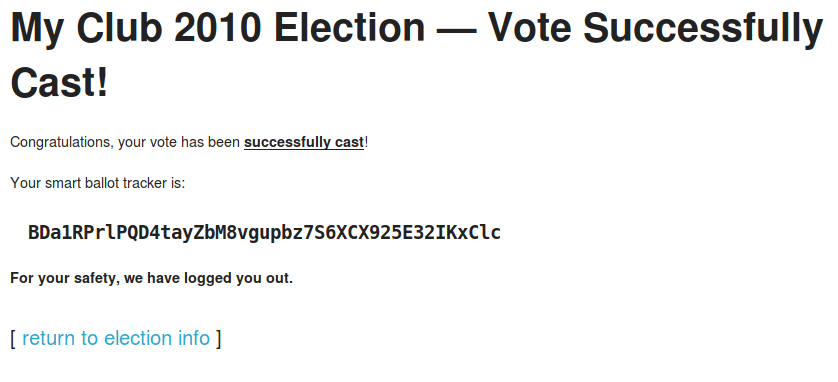 My Club 2010 Election — Vote Successfully
Cast!
Congratulations, your vote has been successfully cast!
Your smart ballot tracker is:
BDa1RPrlPQD4tayZbM8vgupbz7S6XCX925E32IKxClc
For your safety, we have logged you out.
[ return to election info ]